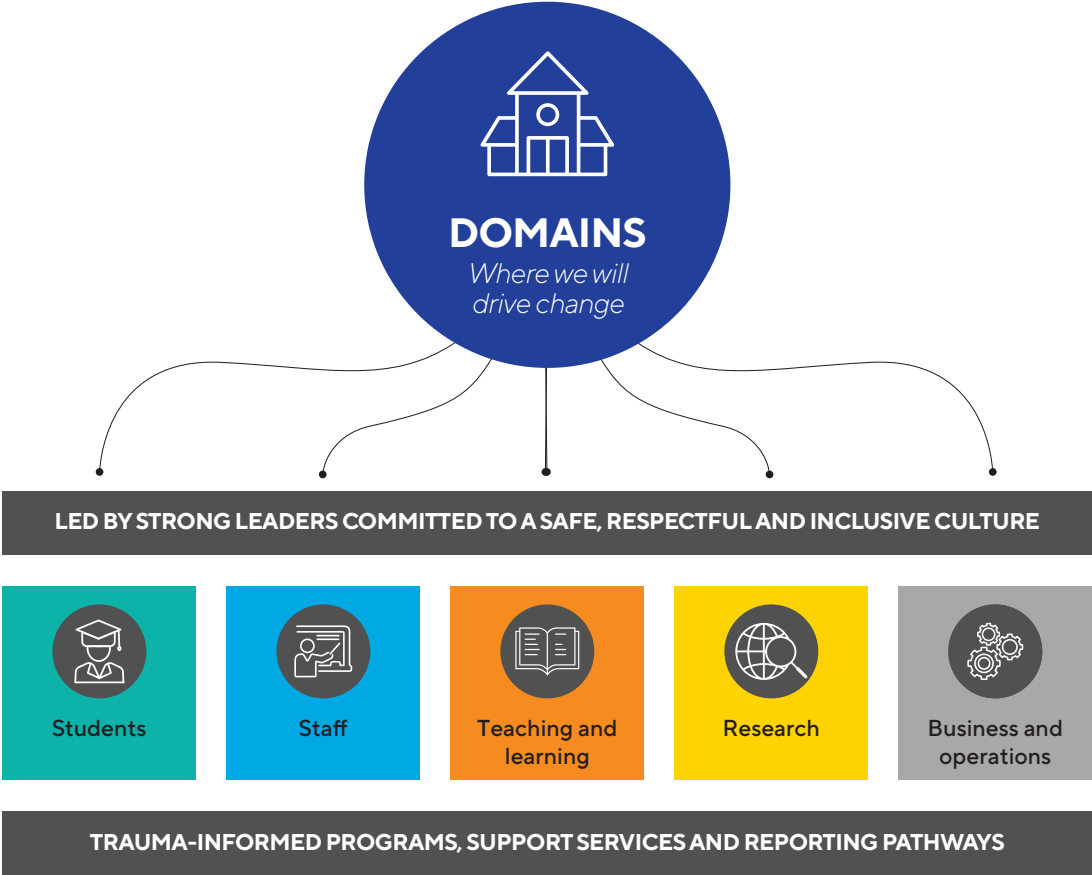 DOMAINS
Where we will
drive change
LED BY STRONG LEADERS COMMITTED TO A SAFE, RESPECTFUL AND INCLUSIVE CULTURE
Students
Staff
Teaching and
learning
Research
Business and
operations
TRAUMA-INFORMED PROGRAMS, SUPPORT SERVICES AND REPORTING PATHWAYS